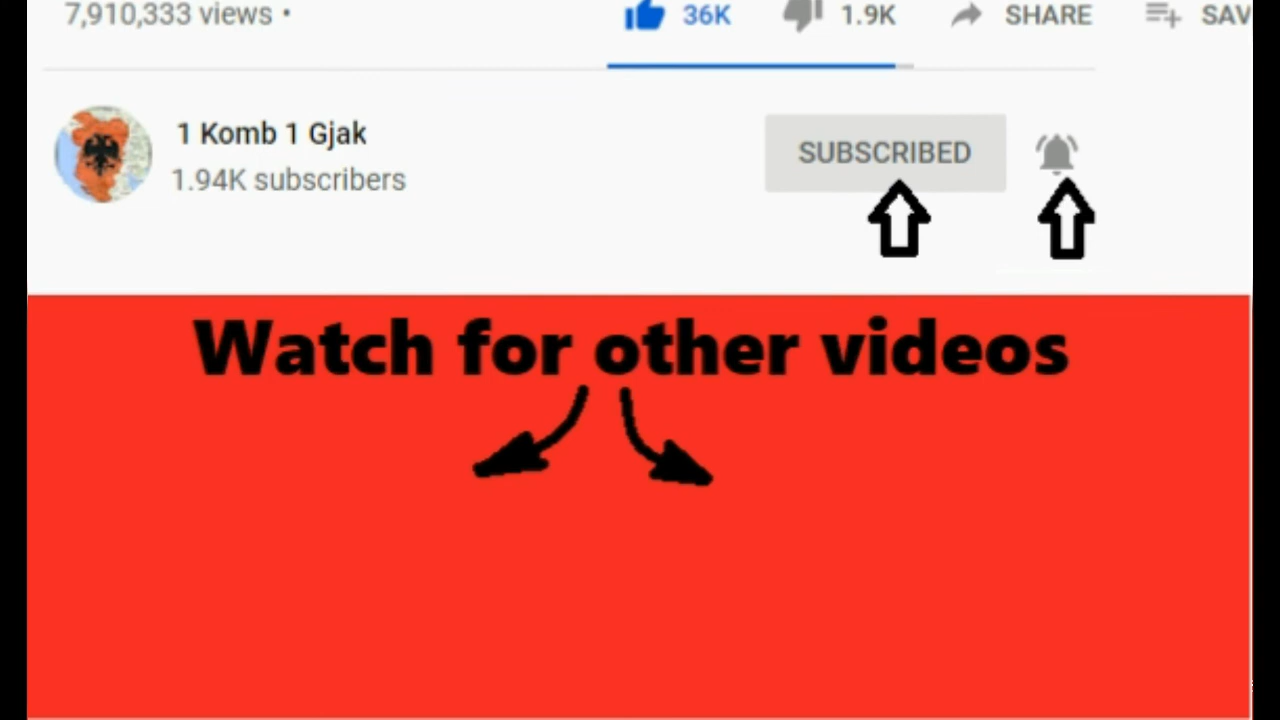 7,910,333 views •
36K
1.9K
SHARE
SAV
1 Komb 1 Gjak
1.94K subscribers
SUBSCRIBED
Watch for other videos